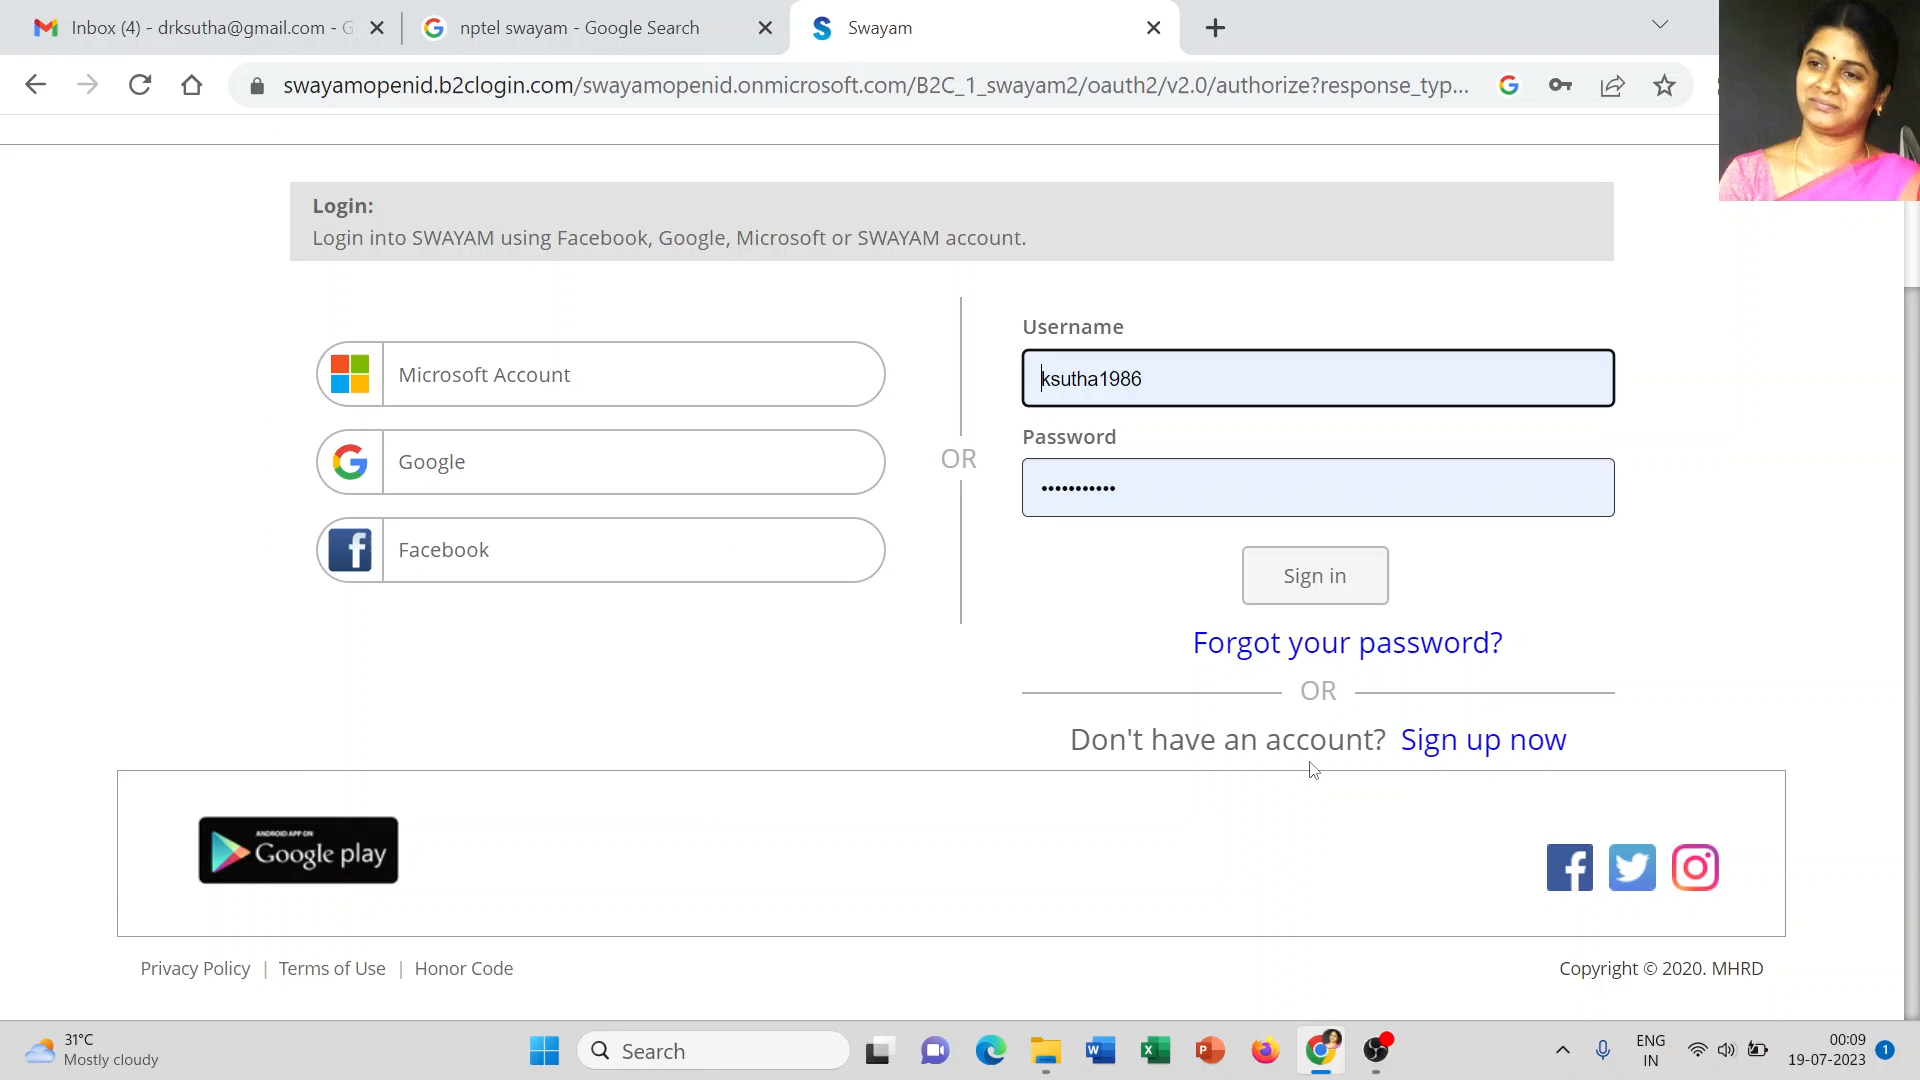 Inbox (4) - drksutha@gmail.com - G
nptel swayam - Google Search
Swayam
swayamopenid.b2clogin.com/swayamopenid.onmicrosoft.com/B2C_1_swayam2/oauth2/v2.0/authorize?response_typ...
Login:
Login into SWAYAM using Facebook, Google, Microsoft or SWAYAM account.
Microsoft Account
Google
Facebook
OR
Username
ksutha1986
Password
•••••••••••
Sign in
Forgot your password?
OR
Don't have an account? Sign up now
ANDROID APP ON
Google play
Privacy Policy | Terms of Use | Honor Code
Copyright © 2020. MHRD
31°C
Mostly cloudy
Search
ENG
IN
00:09
19-07-2023
1